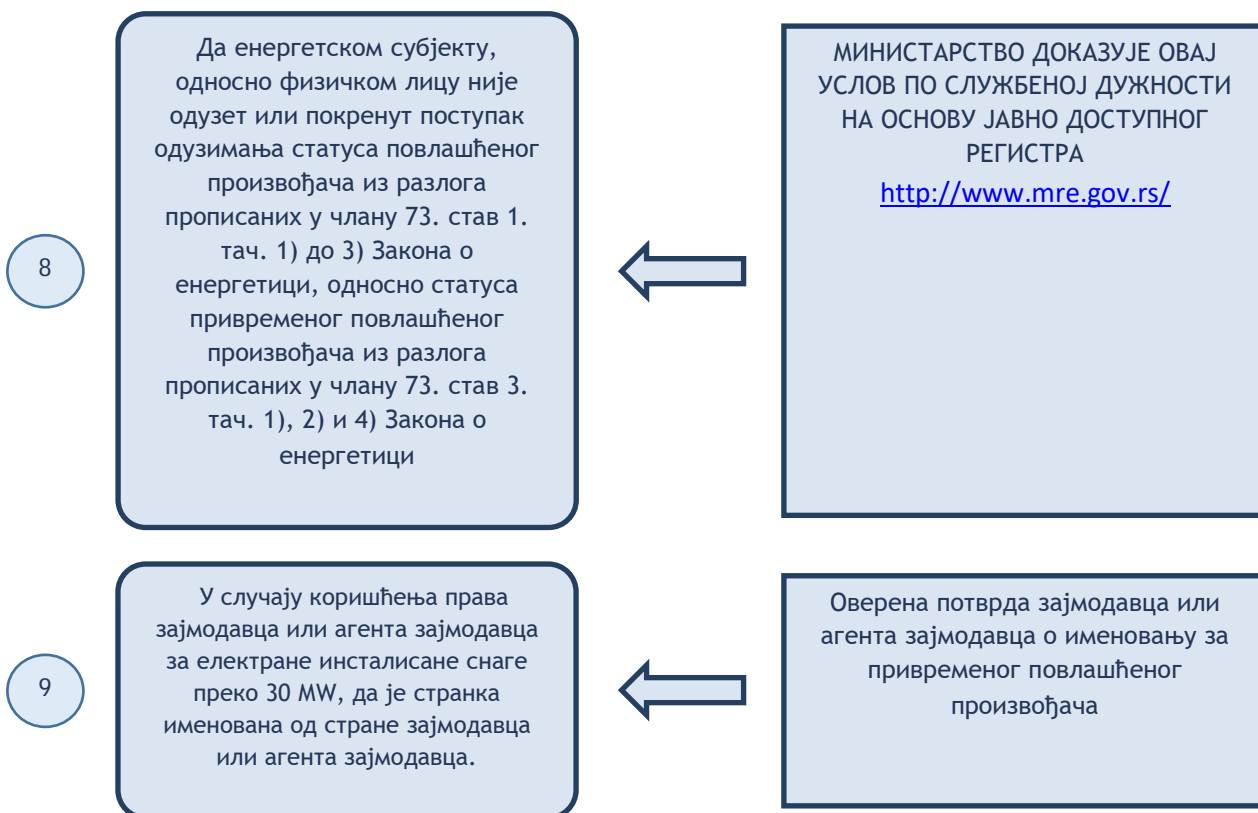 8
Да енергетском субјекту,
односно физичком лицу није
одузет или покренут поступак
одузимања статуса повлашћеног
произвођача из разлога
прописаних у члану 73. став 1.
тач. 1) до 3) Закона о
енергетици, односно статуса
привременог повлашћеног
произвођача из разлога
прописаних у члану 73. став 3.
тач. 1), 2) и 4) Закона о
енергетици
МИНИСТАРСТВО ДОКАЗУЈЕ ОВАЈ
УСЛОВ ПО СЛУЖБЕНОЈ ДУЖНОСТИ
НА ОСНОВУ ЈАВНО ДОСТУПНОГ
РЕГИСТРА
http://www.mre.gov.rs/
9
У случају коришћења права
зајмодавца или агента зајмодавца
за електране инсталисане снаге
преко 30 MW, да је странка
именована од стране зајмодавца
или агента зајмодавца.
Оверена потврда зајмодавца или
агента зајмодавца о именовању за
привременог повлашћеног
произвођача